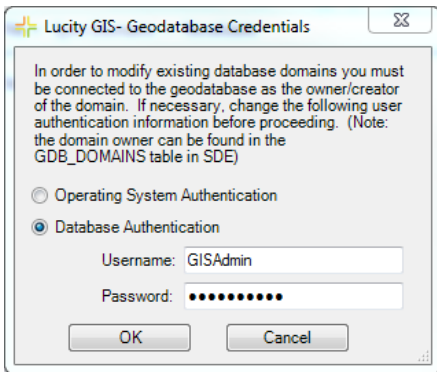 Lucity GIS- Geodatabase Credentials
In order to modify existing database domains you must
be connected to the geodatabase as the owner/creator
of the domain. If necessary, change the following user
authentication information before proceeding. (Note:
the domain owner can be found in the
GDB_DOMAINS table in SDE)
Operating System Authentication
Database Authentication
Username: GISAdmin
Password: ●●●●●●●●●●
OK Cancel